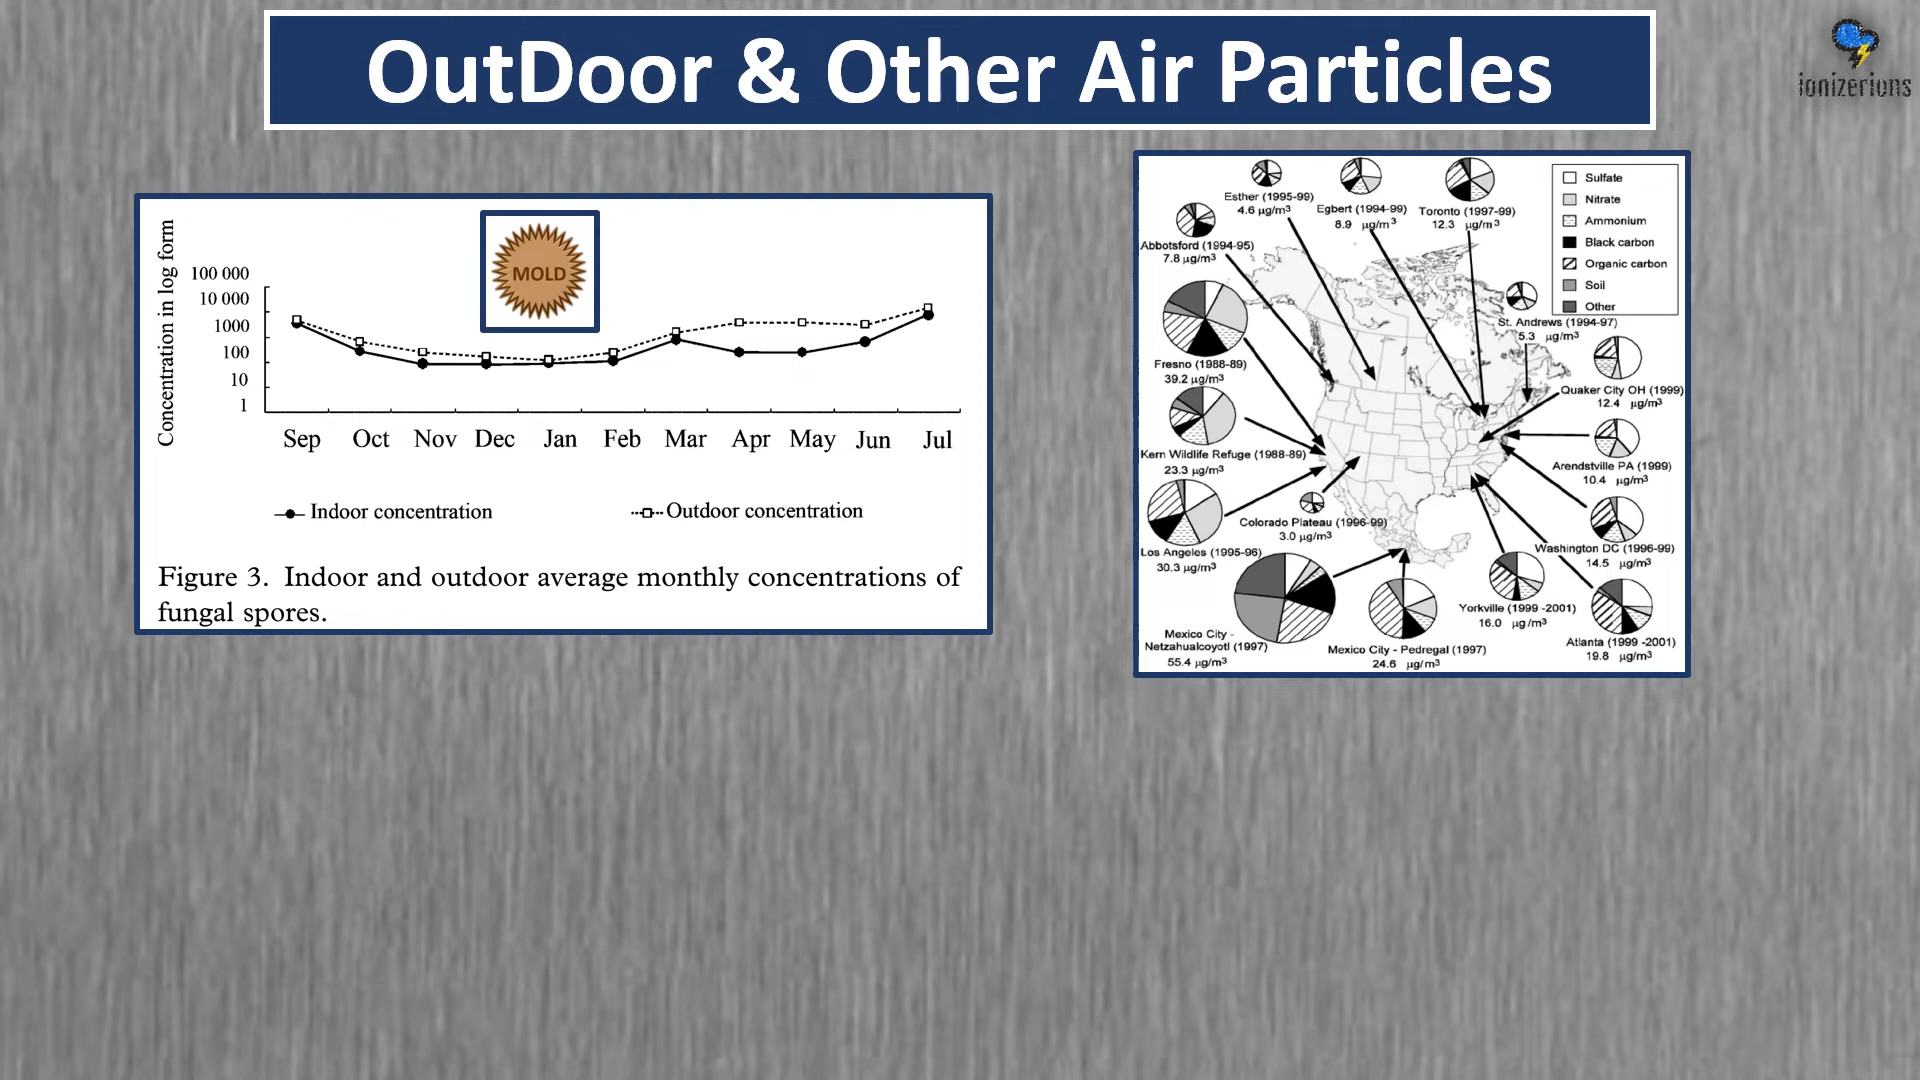 OutDoor & Other Air Particles
ionizerions
Concentration in log form
100 000
10 000
1000
100
10
1
MOLD
Sep Oct Nov Dec Jan Feb Mar Apr May Jun Jul
Indoor concentration
Outdoor concentration
Figure 3. Indoor and outdoor average monthly concentrations of
fungal spores.
Esther (1995-99)
4.6 µg/m³
Egbert (1994-99)
8.9 µg/m³
Toronto (1997-99)
12.3 µg/m³
Sulfate
Nitrate
Ammonium
Black carbon
Organic carbon
Soil
Other
Abbotsford (1994-95)
7.8 µg/m³
St. Andrews (1994-97)
5.3 µg/m³
Fresno (1988-89)
39.2 µg/m³
Quaker City OH (1999)
12.4 µg/m³
Kern Wildlife Refuge (1988-89)
23.3 µg/m³
Arendstville PA (1999)
10.4 µg/m³
Colorado Plateau (1996-99)
3.0 µg/m³
Los Angeles (1995-96)
30.3 µg/m³
Washington DC (1996-99)
14.5 µg/m³
Yorkville (1999 -2001)
16.0 µg/m³
Mexico City -
Netzahualcoyotl (1997)
55.4 µg/m³
Mexico City - Pedregal (1997)
24.6 µg/m³
Atlanta (1999 -2001)
19.8 µg/m³